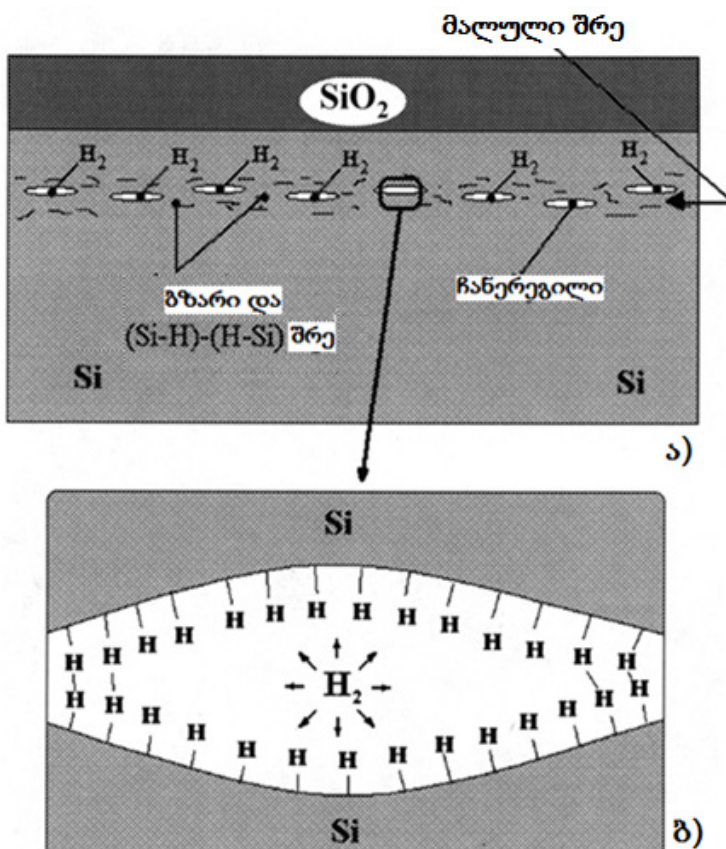 მალული შრე
SiO₂
H₂ H₂ H₂ H₂ H₂ H₂
ბზარი და
(Si-H)-(H-Si) შრე
ჩანერეგილი
Si Si
ა)
Si
H H H H H H H H H H H H H H
H₂
H H H H H H H H H H H H H H
Si
ბ)